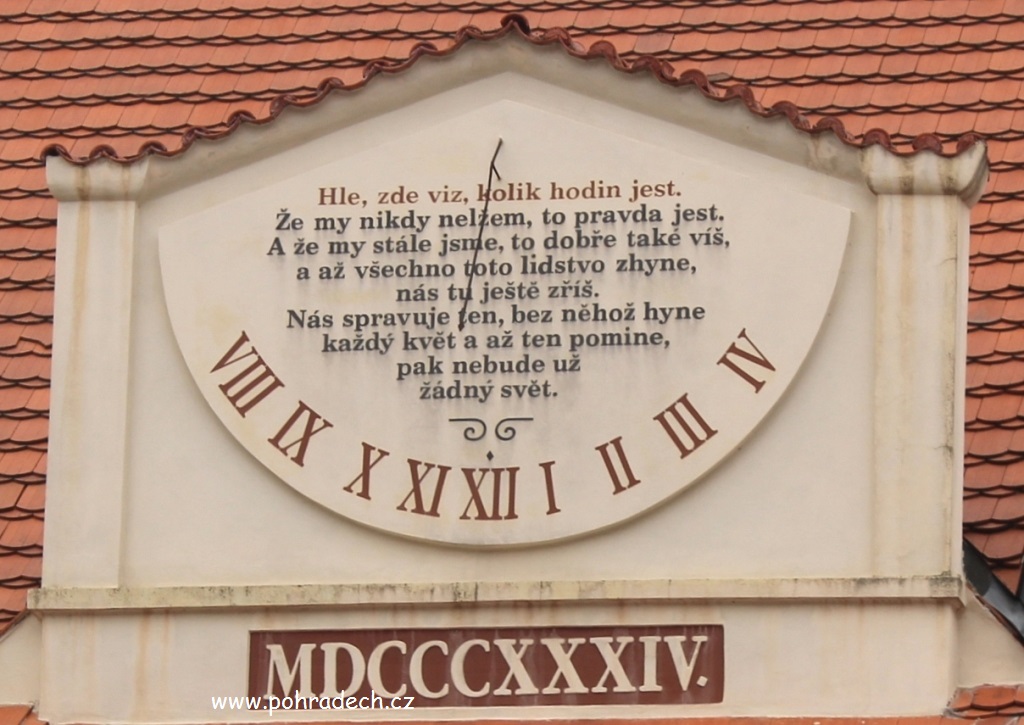 Hle, zde viz, kolik hodin jest.
Že my nikdy nelžem, to pravda jest.
A že my stále jsme, to dobře také víš,
a až všechno toto lidstvo zhyne,
nás tu ještě zříš.
Nás spravuje ten, bez něhož hyne
každý květ a až ten pomine,
pak nebude už
žádný svět.
VIII IX X XI XII I II III IV
MDCCCXXXIV.
www.pohradech.cz